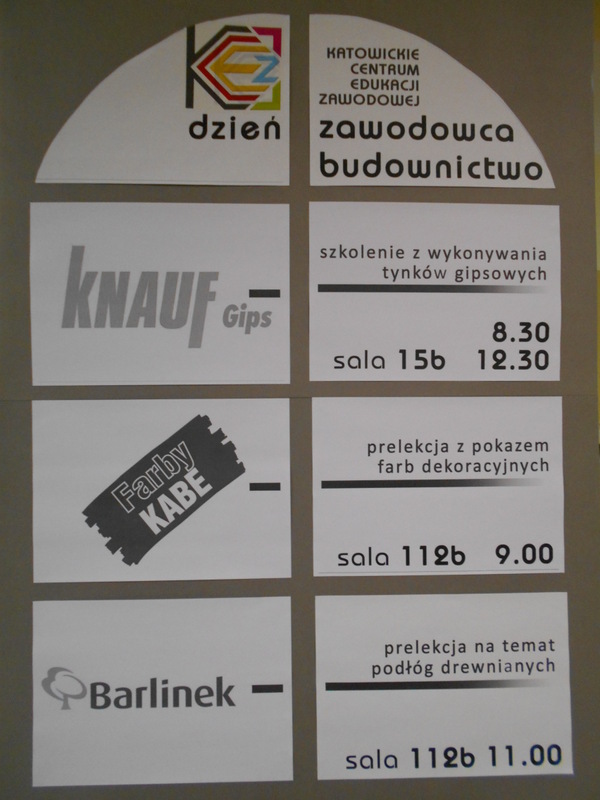 KEZ
dzień
KATOWICKIE
CENTRUM
EDUKACJI
ZAWODOWEJ
zawodowca
budownictwo
KNAUF
Gips
szkolenie z wykonywania
tynków gipsowych
8.30
sala 15b 12.30
Farby
KABE
prelekcja z pokazem
farb dekoracyjnych
sala 112b 9.00
Barlinek
prelekcja na temat
podłóg drewnianych
sala 112b 11.00